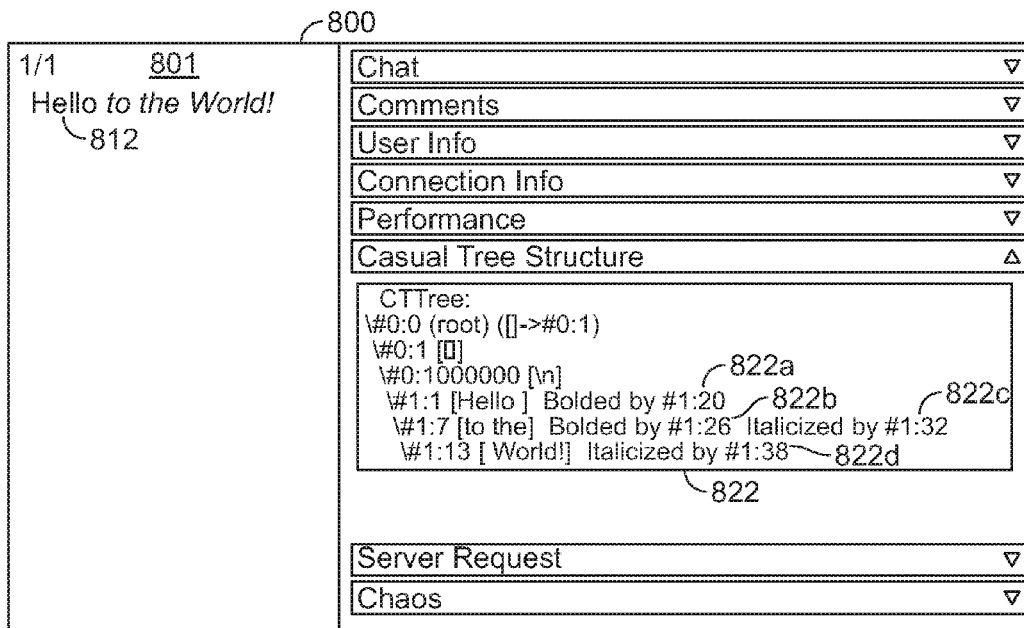 800
1/1 801
Hello to the World!
812
Chat
Comments
User Info
Connection Info
Performance
Casual Tree Structure
CTTree:
\#0:0 (root) ([]->#0:1)
\#0:1 [▯]
\#0:1000000 [\n]
822a
\#1:1 [Hello ] Bolded by #1:20 822b 822c
\#1:7 [to the] Bolded by #1:26 Italicized by #1:32
\#1:13 [ World!] Italicized by #1:38 822d
822
Server Request
Chaos